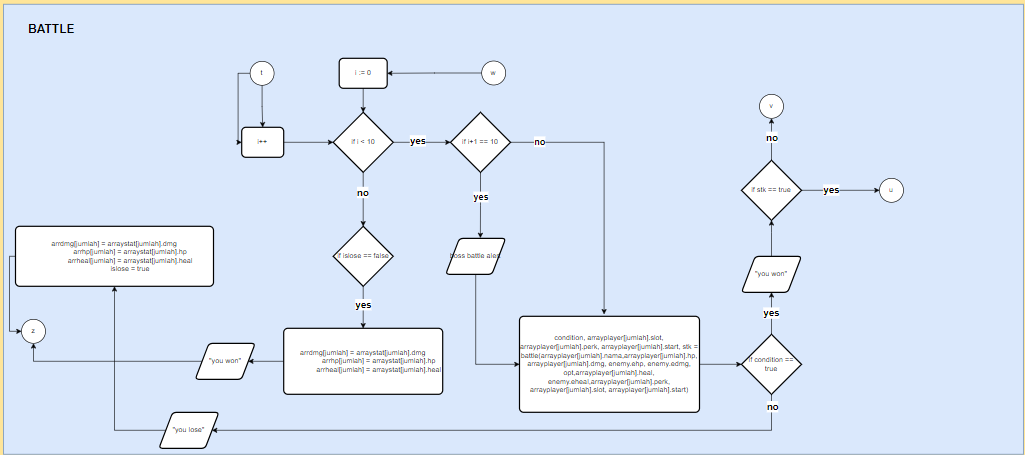 BATTLE
t
i := 0
w
i++
if i < 10
yes
if i+1 == 10
no
v
no
if stk == true
yes
u
no
yes
arrdmg[jumlah] = arraystat[jumlah].dmg
arrhp[jumlah] = arraystat[jumlah].hp
arrheal[jumlah] = arraystat[jumlah].heal
islose = true
if islose == false
boss battle alert
"you won"
yes
yes
z
"you won"
arrdmg[jumlah] = arraystat[jumlah].dmg
arrhp[jumlah] = arraystat[jumlah].hp
arrheal[jumlah] = arraystat[jumlah].heal
condition, arrayplayer[jumlah].slot,
arrayplayer[jumlah].perk, arrayplayer[jumlah].start, stk =
battle(arrayplayer[jumlah].nama,arrayplayer[jumlah].hp,
arrayplayer[jumlah].dmg, enemy.ehp, enemy.edmg,
opt,arrayplayer[jumlah].heal,
enemy.eheal,arrayplayer[jumlah].perk,
arrayplayer[jumlah].slot, arrayplayer[jumlah].start)
if condition ==
true
no
"you lose"